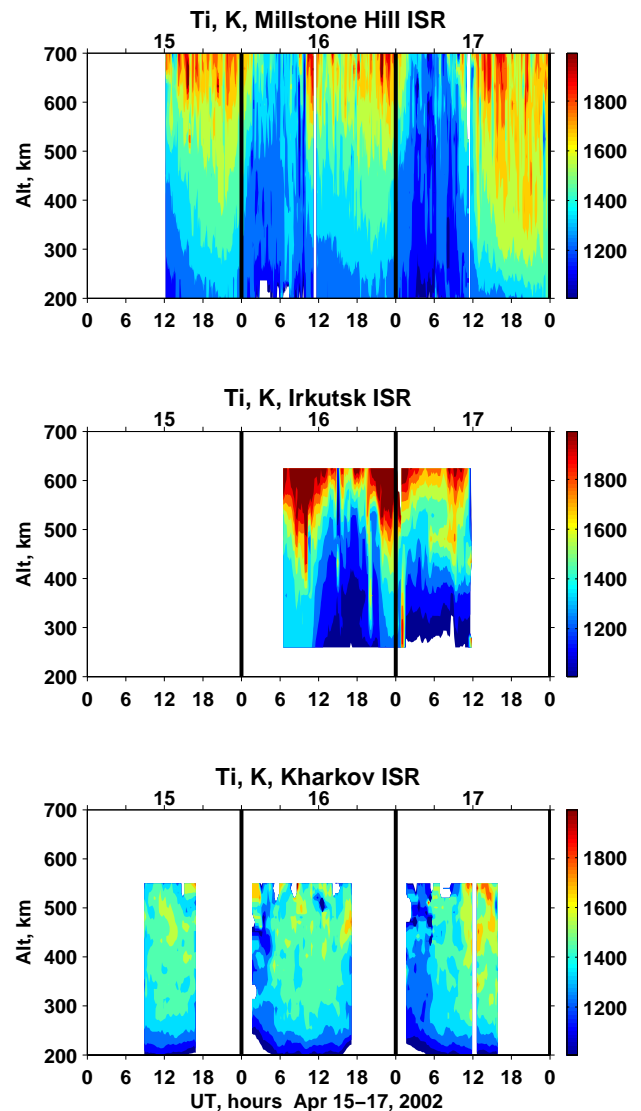 Ti, K, Millstone Hill ISR
15 16 17
700
600
500
400
300
200
Alt, km
0 6 12 18 0 6 12 18 0 6 12 18 0
1800
1600
1400
1200
Ti, K, Irkutsk ISR
15 16 17
700
600
500
400
300
200
Alt, km
0 6 12 18 0 6 12 18 0 6 12 18 0
1800
1600
1400
1200
Ti, K, Kharkov ISR
15 16 17
700
600
500
400
300
200
Alt, km
0 6 12 18 0 6 12 18 0 6 12 18 0
1800
1600
1400
1200
UT, hours Apr 15−17, 2002